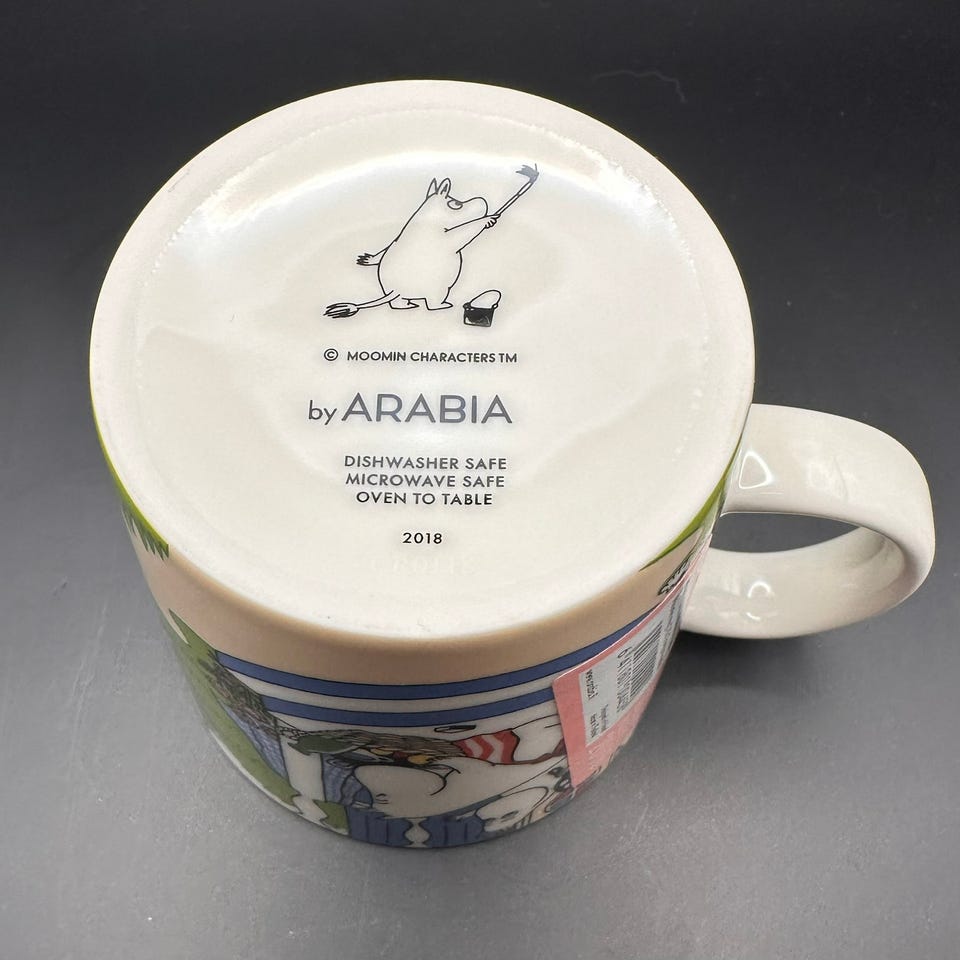 © MOOMIN CHARACTERS TM
by ARABIA
DISHWASHER SAFE
MICROWAVE SAFE
OVEN TO TABLE
2018